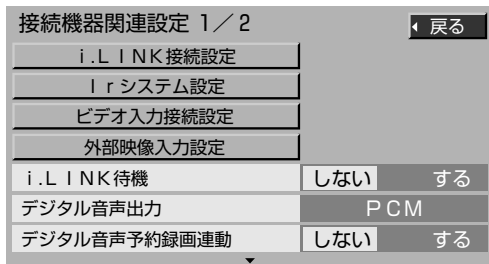 接続機器関連設定 1／2
戻る
i.LINK接続設定
Irシステム設定
ビデオ入力接続設定
外部映像入力設定
i.LINK待機 しない する
デジタル音声出力 PCM
デジタル音声予約録画連動 しない する